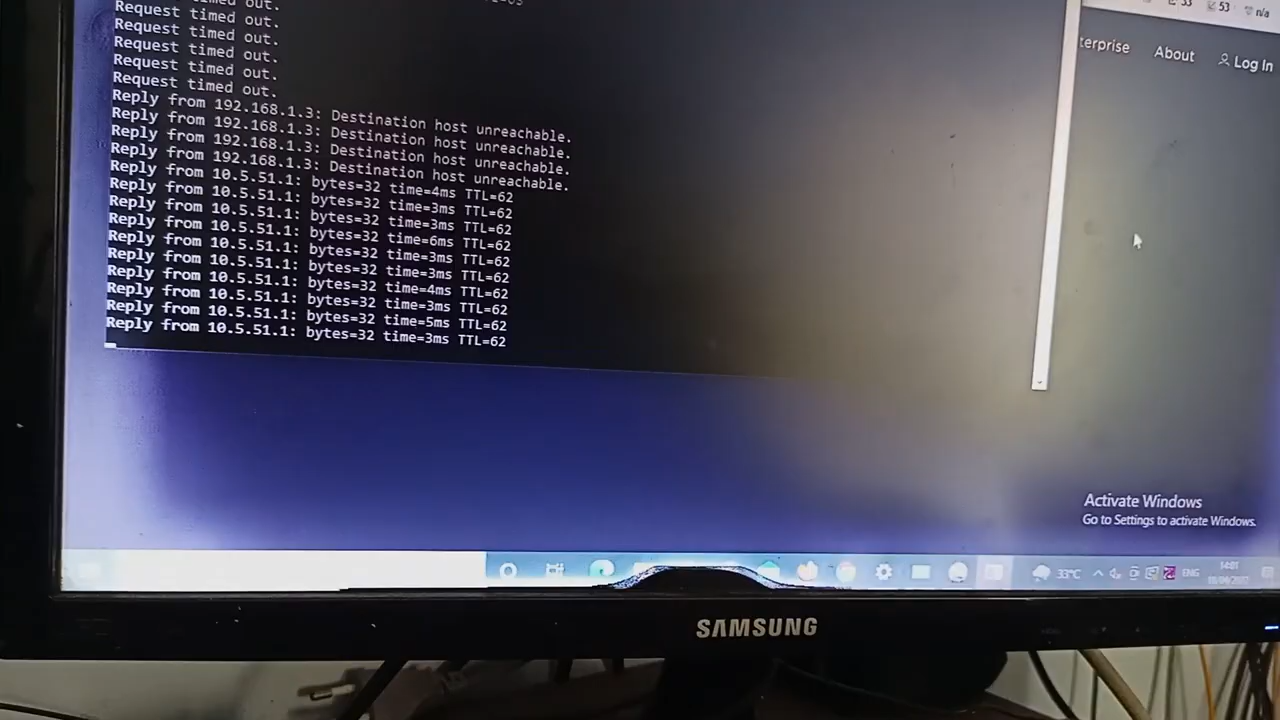 timed out.
Request timed out.
Request timed out.
Request timed out.
Request timed out.
Request timed out.
Reply from 192.168.1.3: Destination host unreachable.
Reply from 192.168.1.3: Destination host unreachable.
Reply from 192.168.1.3: Destination host unreachable.
Reply from 192.168.1.3: Destination host unreachable.
Reply from 10.5.51.1: bytes=32 time=4ms TTL=62
Reply from 10.5.51.1: bytes=32 time=3ms TTL=62
Reply from 10.5.51.1: bytes=32 time=3ms TTL=62
Reply from 10.5.51.1: bytes=32 time=6ms TTL=62
Reply from 10.5.51.1: bytes=32 time=3ms TTL=62
Reply from 10.5.51.1: bytes=32 time=3ms TTL=62
Reply from 10.5.51.1: bytes=32 time=4ms TTL=62
Reply from 10.5.51.1: bytes=32 time=3ms TTL=62
Reply from 10.5.51.1: bytes=32 time=5ms TTL=62
Reply from 10.5.51.1: bytes=32 time=3ms TTL=62
53 n/a
terprise About Log In
Activate Windows
Go to Settings to activate Windows.
33°C ENG 14:01
SAMSUNG